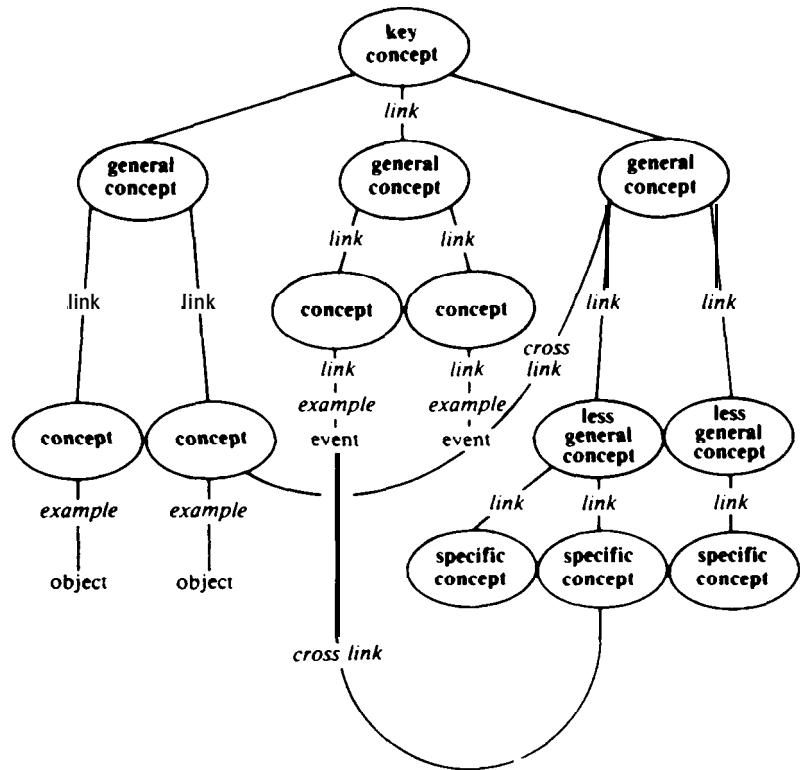 key
concept
link
general
concept
general
concept
general
concept
link
link
link
link
link
link
concept
concept
cross
link
link
link
example
example
event
event
concept
concept
less
general
concept
less
general
concept
example
example
link
link
link
object
object
specific
concept
specific
concept
specific
concept
cross link